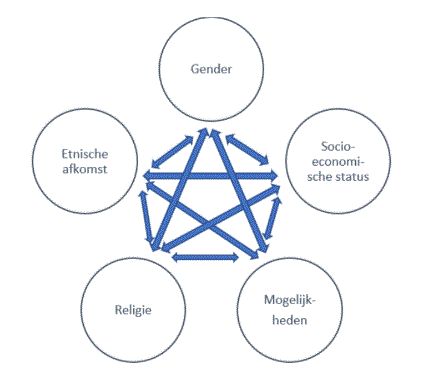 Gender
Etnische
afkomst
Socio-
economi-
sche status
Religie
Mogelijk-
heden